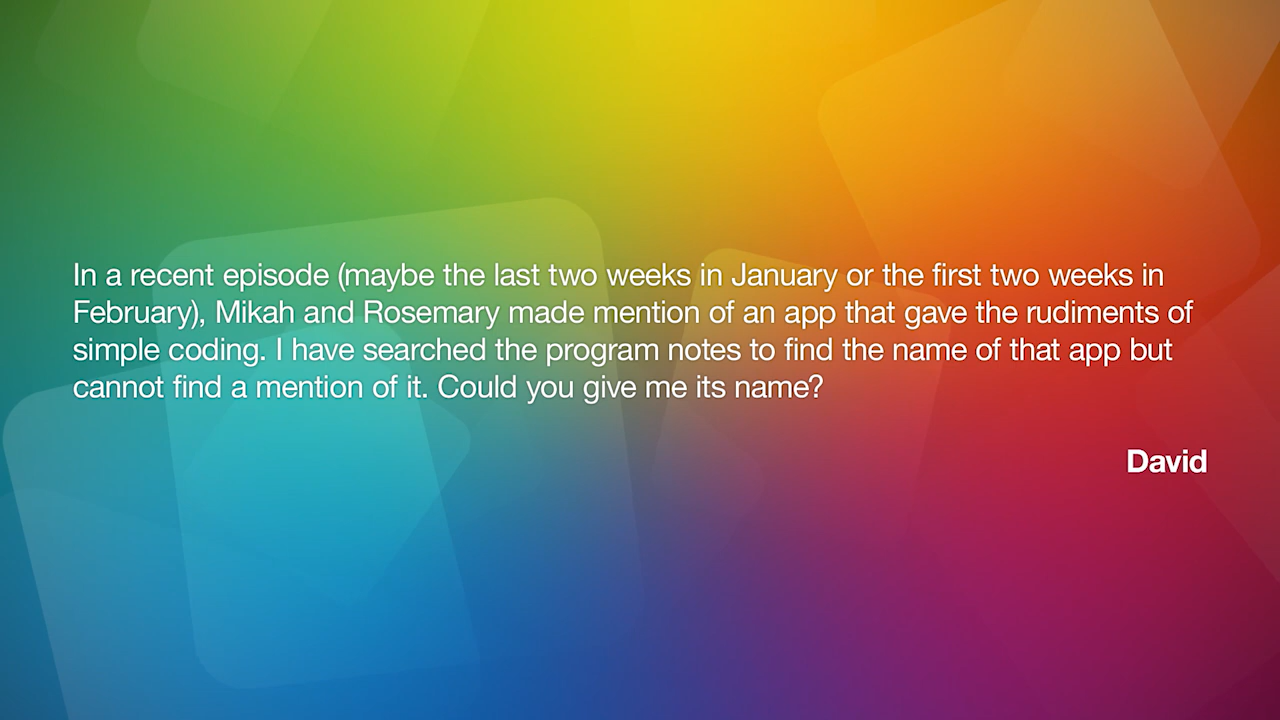 In a recent episode (maybe the last two weeks in January or the first two weeks in
February), Mikah and Rosemary made mention of an app that gave the rudiments of
simple coding. I have searched the program notes to find the name of that app but
cannot find a mention of it. Could you give me its name?
David